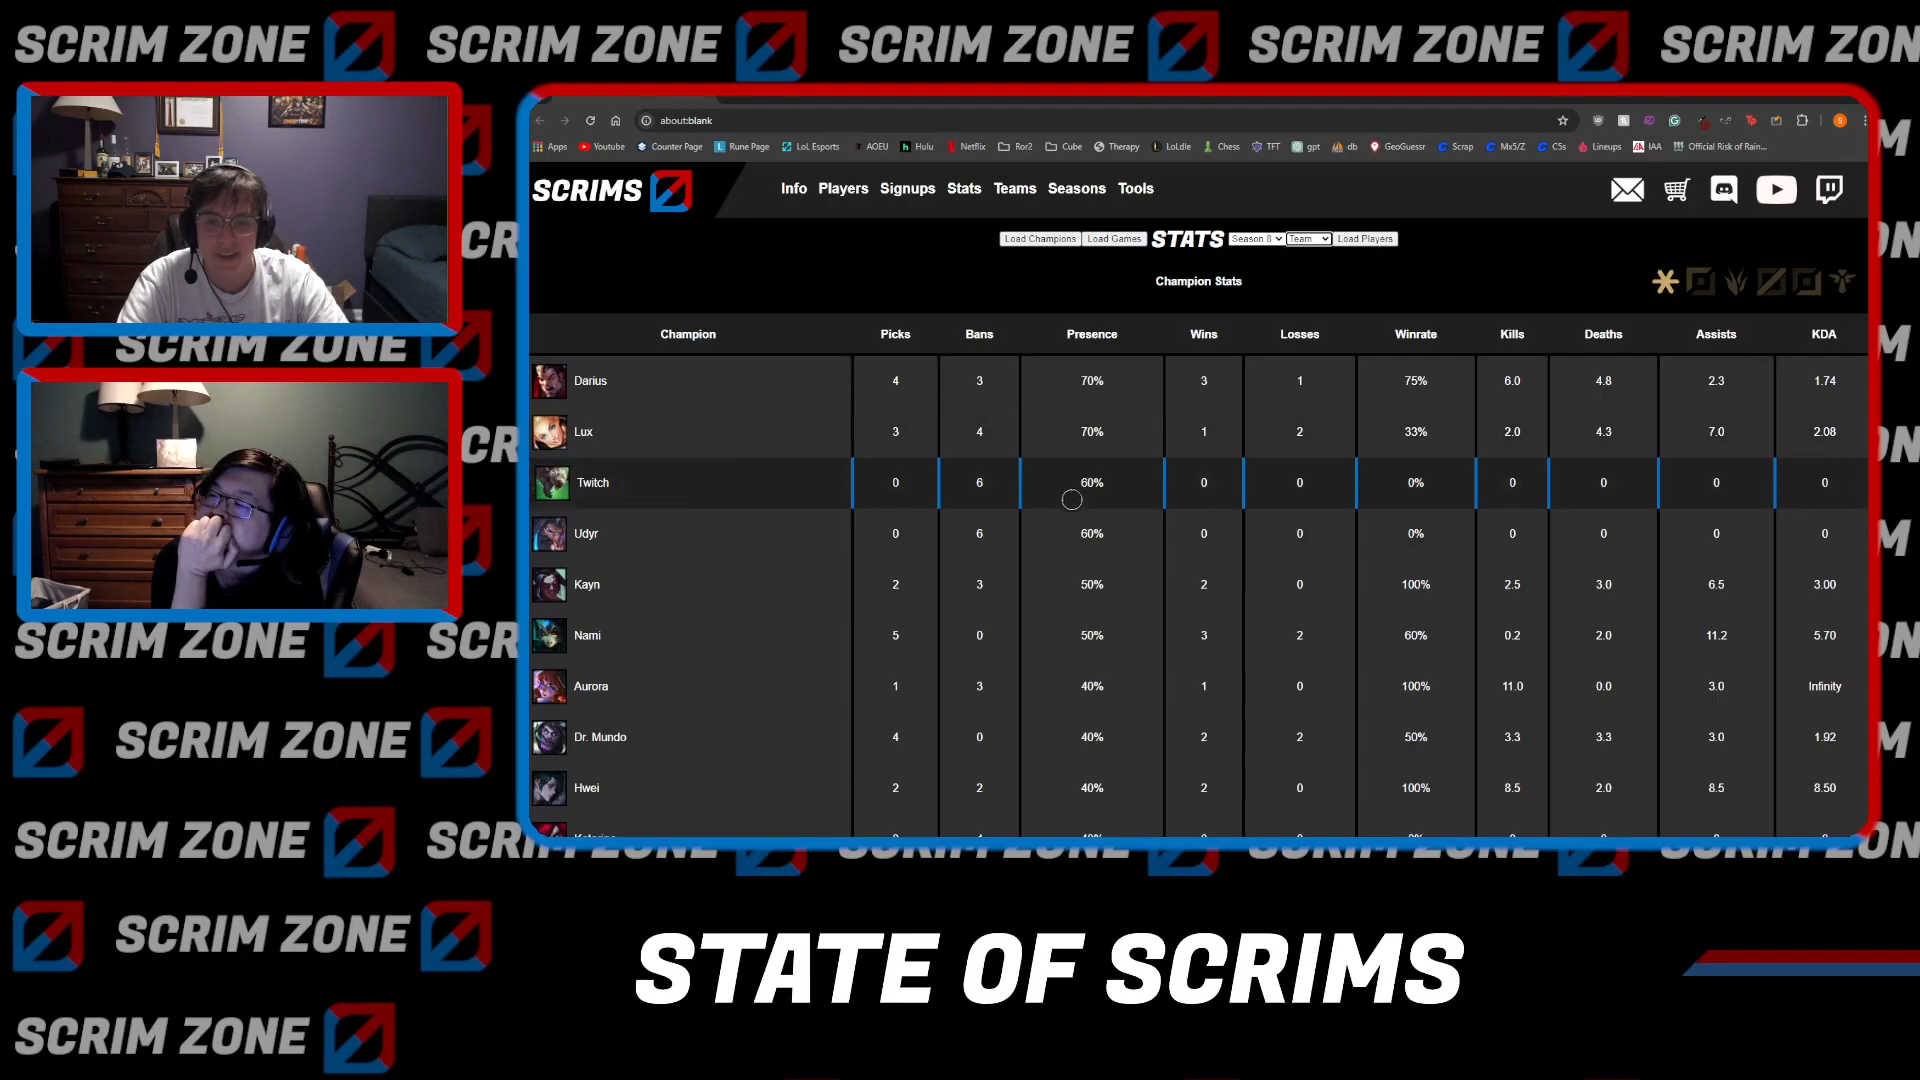 SCRIM ZONE SCRIM ZONE SCRIM ZONE SCRIM ZONE SCRIM ZON
about:blank
Apps Youtube Counter Page Rune Page LoL Esports AOEU Hulu Netflix Ror2 Cube Therapy LoLdle Chess TFT gpt db GeoGuessr Scrap Mx5/Z C5s Lineups IAA Official Risk of Rain...
SCRIMS Info Players Signups Stats Teams Seasons Tools
Load Champions Load Games STATS Season 8 Team Load Players
Champion Stats
Champion Picks Bans Presence Wins Losses Winrate Kills Deaths Assists KDA
Darius 4 3 70% 3 1 75% 6.0 4.8 2.3 1.74
Lux 3 4 70% 1 2 33% 2.0 4.3 7.0 2.08
Twitch 0 6 60% 0 0 0% 0 0 0 0
Udyr 0 6 60% 0 0 0% 0 0 0 0
Kayn 2 3 50% 2 0 100% 2.5 3.0 6.5 3.00
Nami 5 0 50% 3 2 60% 0.2 2.0 11.2 5.70
Aurora 1 3 40% 1 0 100% 11.0 0.0 3.0 Infinity
Dr. Mundo 4 0 40% 2 2 50% 3.3 3.3 3.0 1.92
Hwei 2 2 40% 2 0 100% 8.5 2.0 8.5 8.50
SCRIM ZONE
SCRIM ZONE
SCRIM ZONE
SCRIM ZONE
SCRIM ZONE
SCRIM ZONE
STATE OF SCRIMS